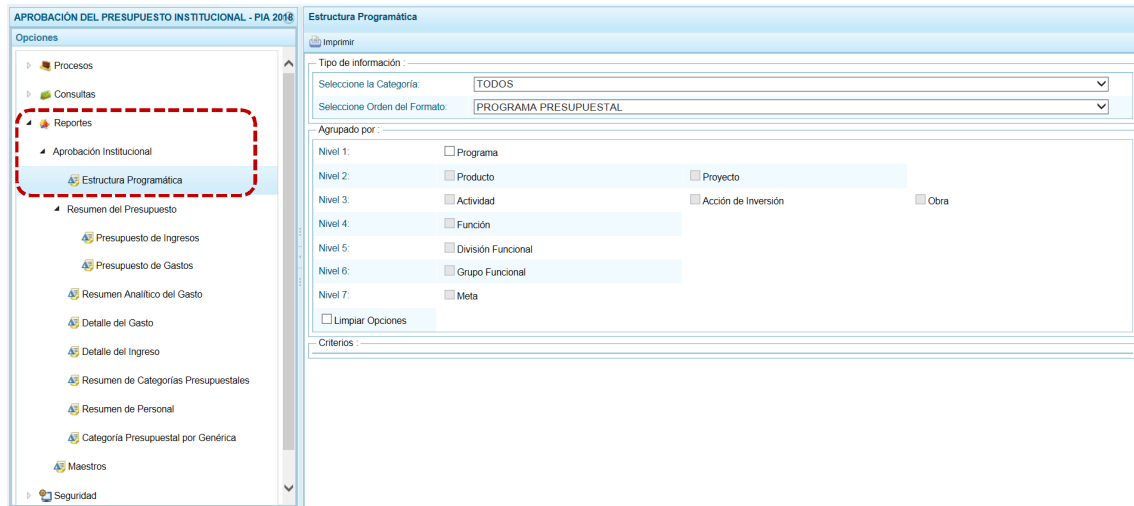 APROBACIÓN DEL PRESUPUESTO INSTITUCIONAL - PIA 2018
Opciones
Procesos
Consultas
Reportes
Aprobación Institucional
Estructura Programática
Resumen del Presupuesto
Presupuesto de Ingresos
Presupuesto de Gastos
Resumen Analítico del Gasto
Detalle del Gasto
Detalle del Ingreso
Resumen de Categorías Presupuestales
Resumen de Personal
Categoría Presupuestal por Genérica
Maestros
Seguridad
Estructura Programática
Imprimir
Tipo de información :
Seleccione la Categoría: TODOS
Seleccione Orden del Formato: PROGRAMA PRESUPUESTAL
Agrupado por :
Nivel 1: Programa
Nivel 2: Producto Proyecto
Nivel 3: Actividad Acción de Inversión Obra
Nivel 4: Función
Nivel 5: División Funcional
Nivel 6: Grupo Funcional
Nivel 7: Meta
Limpiar Opciones
Criterios :